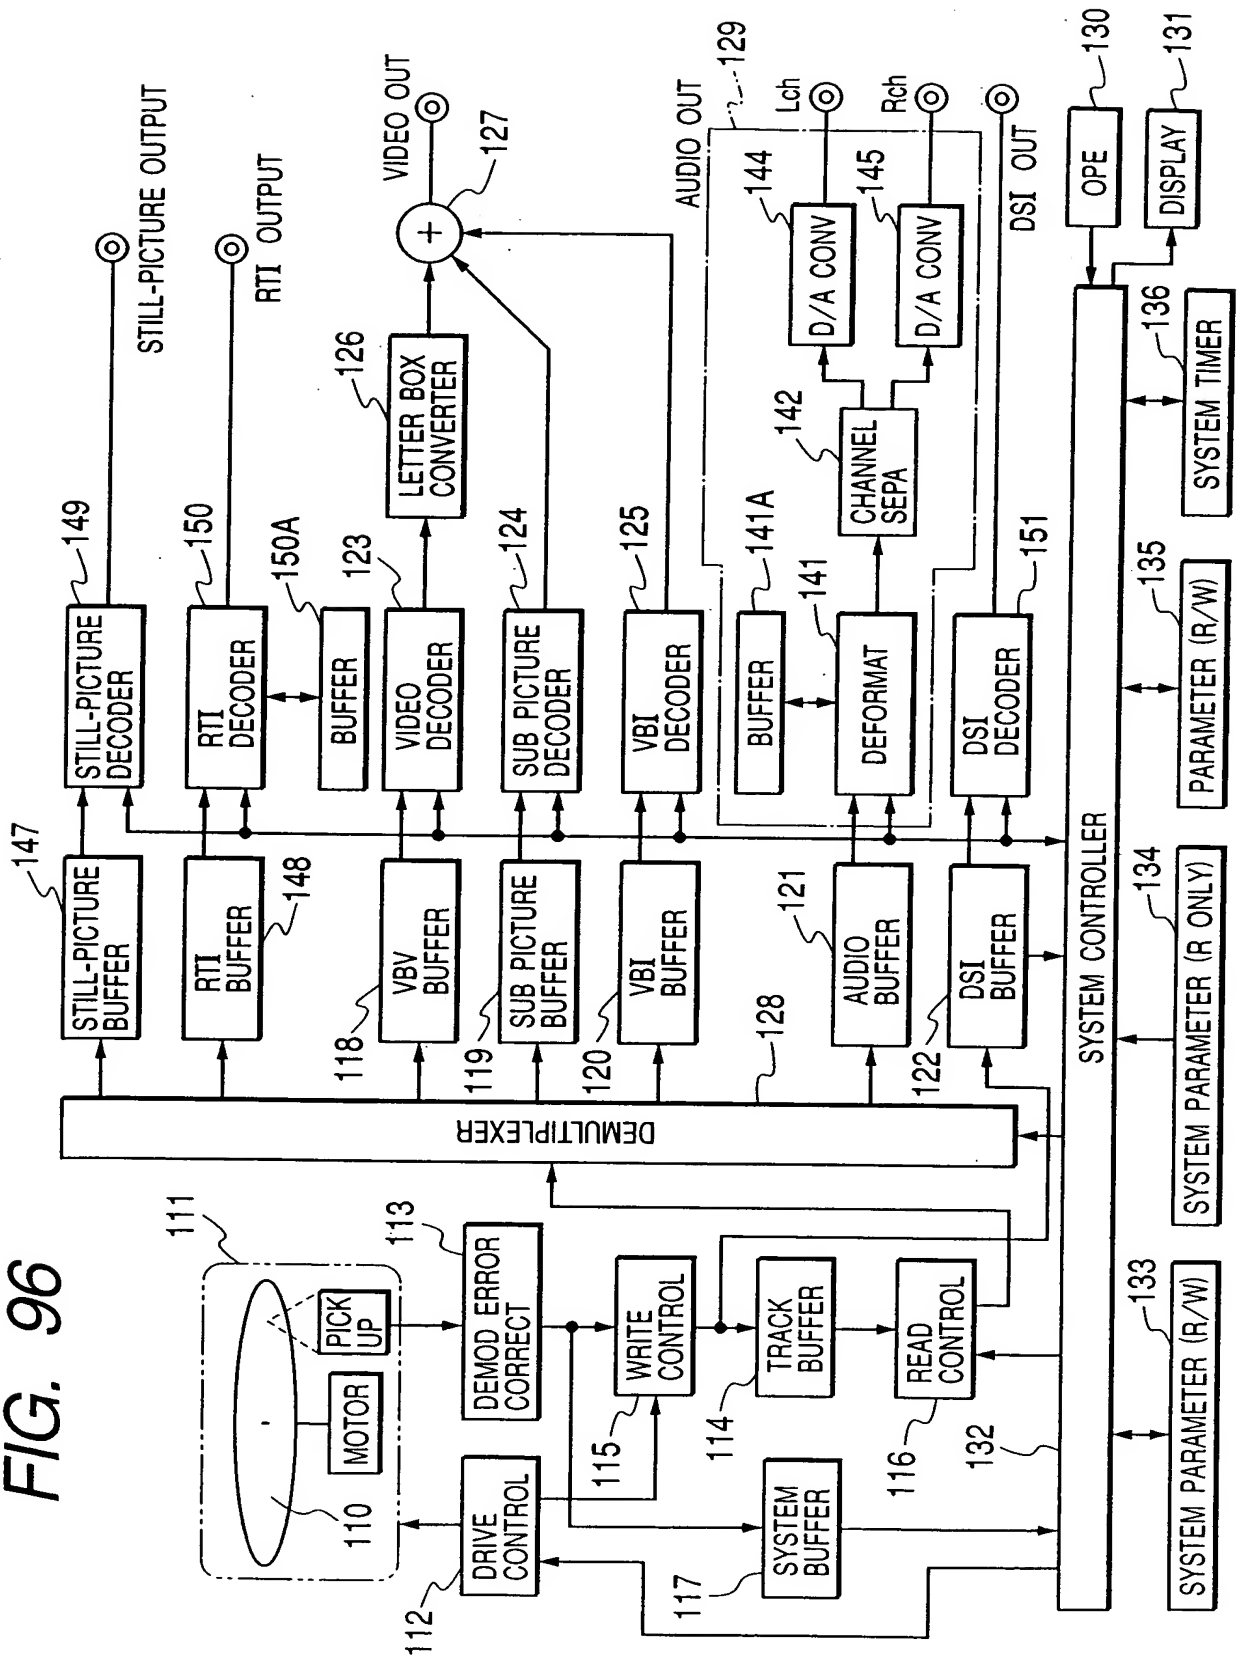 FIG. 96
111
110
MOTOR
PICK
UP
112
DRIVE
CONTROL
113
DEMOD ERROR
CORRECT
115
WRITE
CONTROL
114
TRACK
BUFFER
116
READ
CONTROL
117
SYSTEM
BUFFER
132
DEMULTIPLEXER
128
147
STILL-PICTURE
BUFFER
148
RTI
BUFFER
118
VBV
BUFFER
119
SUB PICTURE
BUFFER
120
VBI
BUFFER
121
AUDIO
BUFFER
122
DSI
BUFFER
149
STILL-PICTURE
DECODER
150
RTI
DECODER
150A
BUFFER
123
VIDEO
DECODER
124
SUB PICTURE
DECODER
125
VBI
DECODER
141A
BUFFER
141
DEFORMAT
151
DSI
DECODER
126
LETTER BOX
CONVERTER
127
142
CHANNEL
SEPA
144
D/A CONV
145
D/A CONV
129
STILL-PICTURE OUTPUT
RTI OUTPUT
VIDEO OUT
AUDIO OUT
Lch
Rch
DSI OUT
SYSTEM CONTROLLER
130
OPE
131
DISPLAY
133
SYSTEM PARAMETER (R/W)
134
SYSTEM PARAMETER (R ONLY)
135
PARAMETER (R/W)
136
SYSTEM TIMER